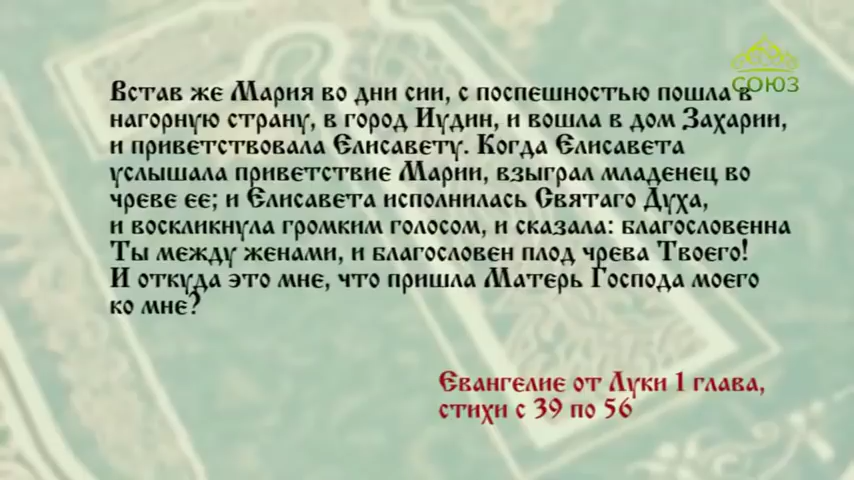 СОЮЗ
Встав же Мария во дни сии, с поспешностью пошла в
нагорную страну, в город Иудин, и вошла в дом Захарии,
и приветствовала Елисавету. Когда Елисавета
услышала приветствие Марии, взыграл младенец во
чреве ее; и Елисавета исполнилась Святаго Духа,
и воскликнула громким голосом, и сказала: благословенна
Ты между женами, и благословен плод чрева Твоего!
И откуда это мне, что пришла Матерь Господа моего
ко мне?
Евангелие от Луки 1 глава,
стихи с 39 по 56